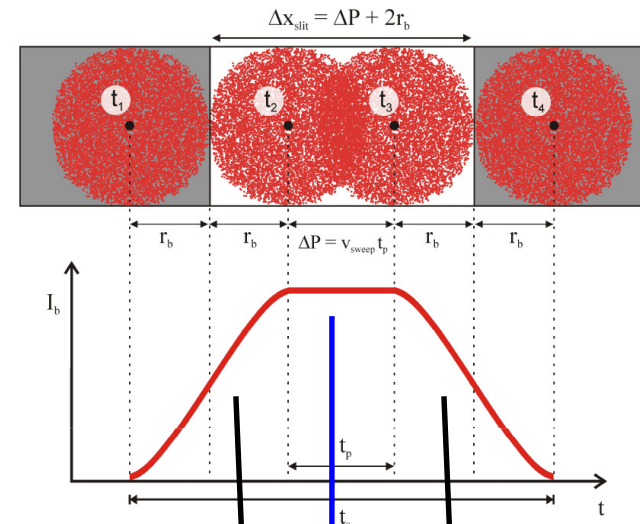 Δx_slit = ΔP + 2r_b
t_1 t_2 t_3 t_4
r_b r_b ΔP = v_sweep t_p r_b r_b
I_b
t_p
t